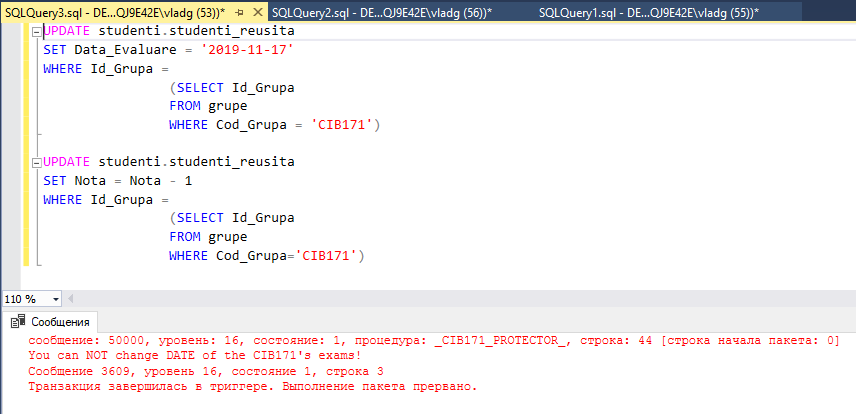 SQLQuery3.sql - DE...QJ9E42E\vladg (53))* SQLQuery2.sql - DE...QJ9E42E\vladg (56))* SQLQuery1.sql - DE...QJ9E42E\vladg (55))*
UPDATE studenti.studenti_reusita
SET Data_Evaluare = '2019-11-17'
WHERE Id_Grupa =
(SELECT Id_Grupa
FROM grupe
WHERE Cod_Grupa = 'CIB171')
UPDATE studenti.studenti_reusita
SET Nota = Nota - 1
WHERE Id_Grupa =
(SELECT Id_Grupa
FROM grupe
WHERE Cod_Grupa='CIB171')
110 %
Сообщения
сообщение: 50000, уровень: 16, состояние: 1, процедура: _CIB171_PROTECTOR_, строка: 44 [строка начала пакета: 0]
You can NOT change DATE of the CIB171's exams!
Сообщение 3609, уровень 16, состояние 1, строка 3
Транзакция завершилась в триггере. Выполнение пакета прервано.